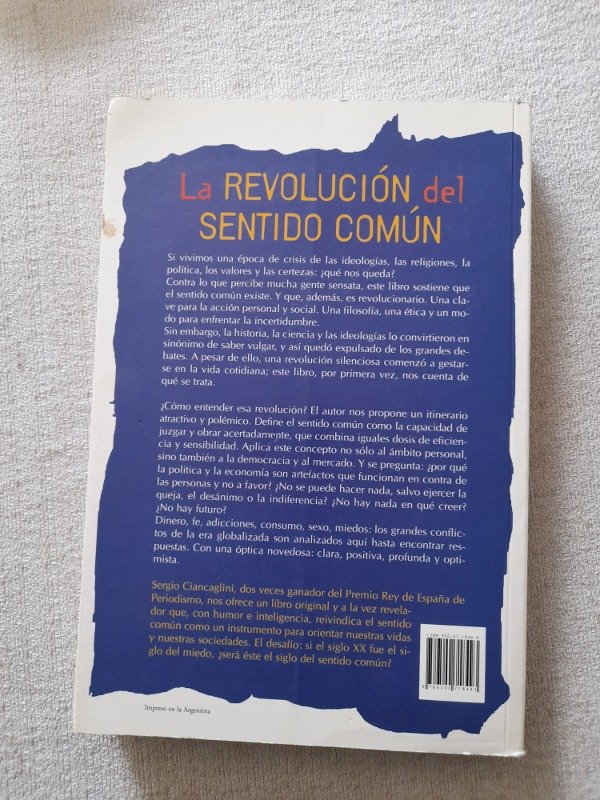 La REVOLUCIÓN del
SENTIDO COMÚN
Si vivimos una época de crisis de las ideologías, las religiones, la
política, los valores y las certezas: ¿qué nos queda?
Contra lo que percibe mucha gente sensata, este libro sostiene que
el sentido común existe. Y que, además, es revolucionario. Una cla-
ve para la acción personal y social. Una filosofía, una ética y un mo-
do para enfrentar la incertidumbre.
Sin embargo, la historia, la ciencia y las ideologías lo convirtieron en
sinónimo de saber vulgar, y así quedó expulsado de los grandes de-
bates. A pesar de ello, una revolución silenciosa comenzó a gestar-
se en la vida cotidiana; este libro, por primera vez, nos cuenta de
qué se trata.
¿Cómo entender esa revolución? El autor nos propone un itinerario
atractivo y polémico. Define el sentido común como la capacidad de
juzgar y obrar acertadamente, que combina iguales dosis de eficien-
cia y sensibilidad. Aplica este concepto no sólo al ámbito personal,
sino también a la democracia y al mercado. Y se pregunta: ¿por qué
la política y la economía son artefactos que funcionan en contra de
las personas y no a favor? ¿No se puede hacer nada, salvo ejercer la
queja, el desánimo o la indiferencia? ¿No hay nada en qué creer?
¿No hay futuro?
Dinero, fe, adicciones, consumo, sexo, miedos: los grandes conflic-
tos de la era globalizada son analizados aquí hasta encontrar res-
puestas. Con una óptica novedosa: clara, positiva, profunda y opti-
mista.
Sergio Ciancaglini, dos veces ganador del Premio Rey de España de
Periodismo, nos ofrece un libro original y a la vez revela-
dor que, con humor e inteligencia, reivindica el sentido
común como un instrumento para orientar nuestras vidas
y nuestras sociedades. El desafío: si el siglo XX fue el si-
glo del miedo, ¿será éste el siglo del sentido común?
ISBN
Impreso en la Argentina